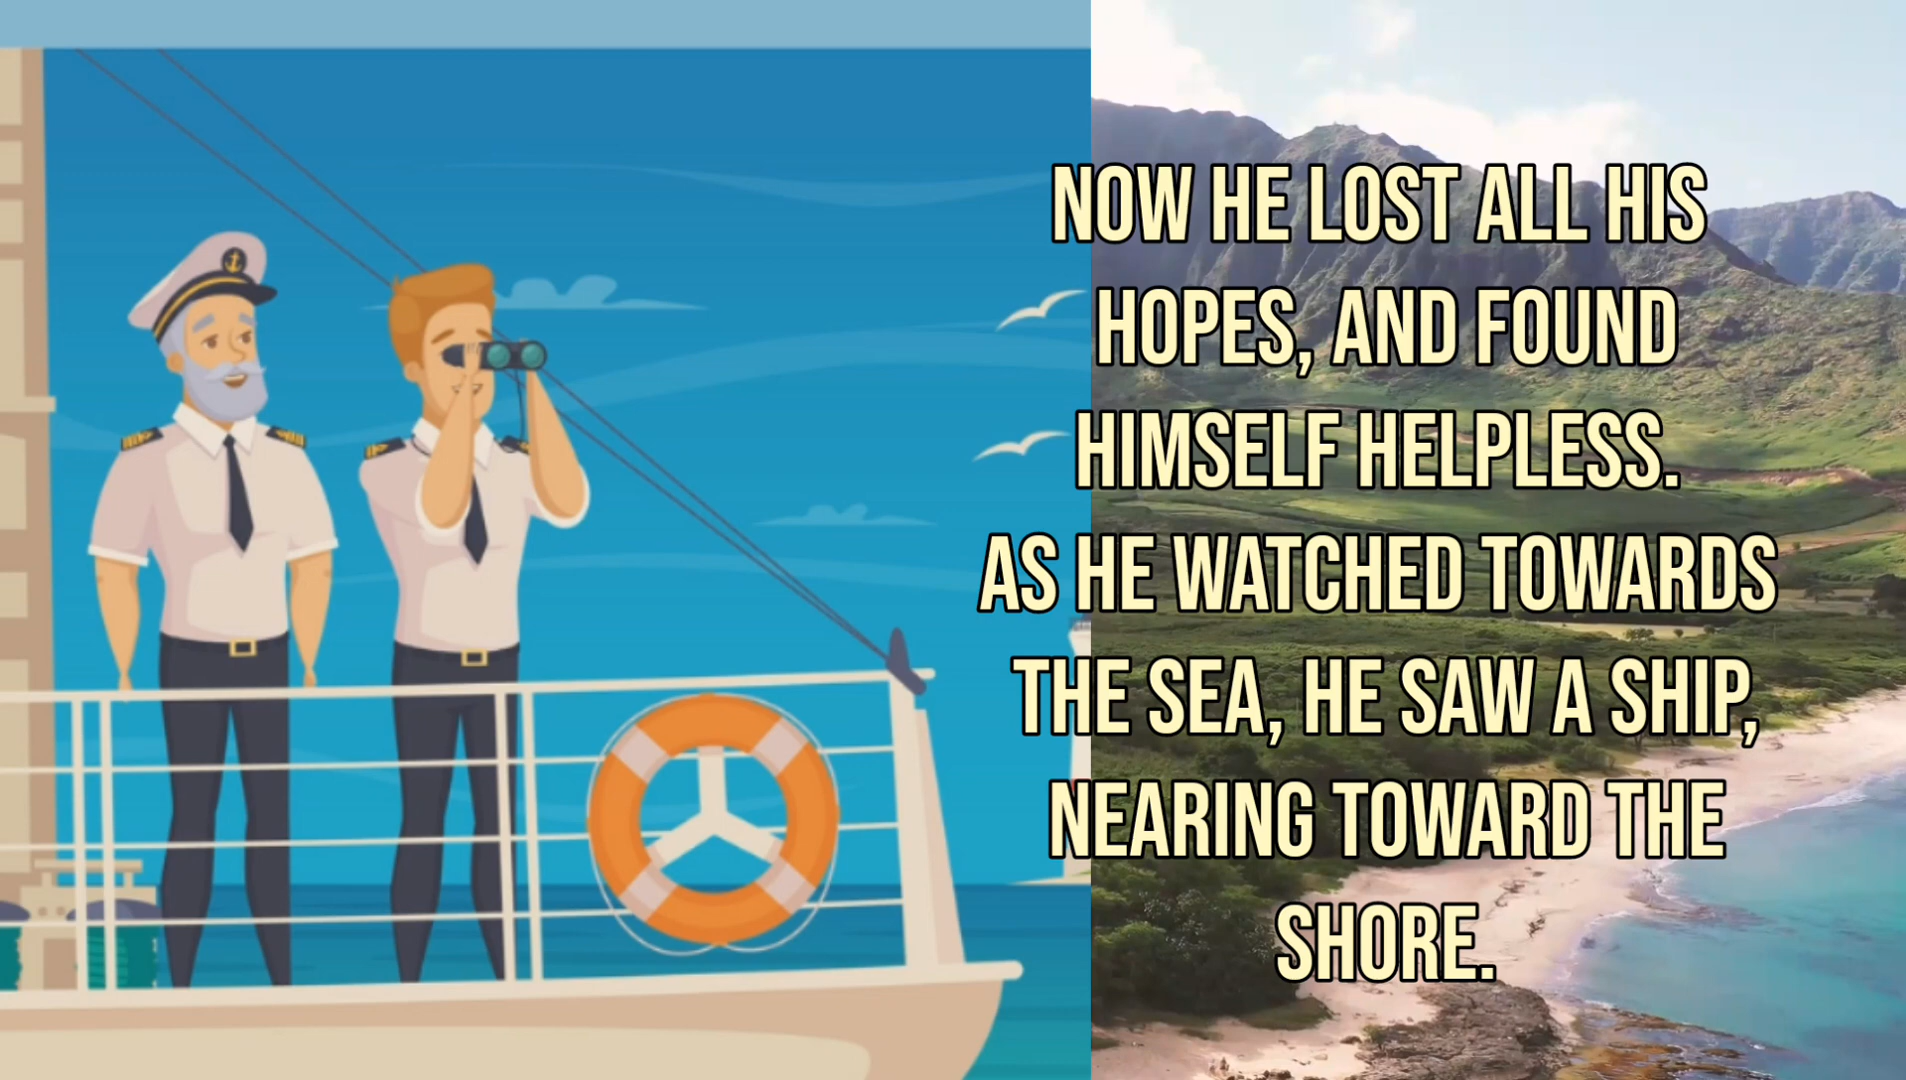 NOW HE LOST ALL HIS
HOPES, AND FOUND
HIMSELF HELPLESS.
AS HE WATCHED TOWARDS
THE SEA, HE SAW A SHIP,
NEARING TOWARD THE
SHORE.